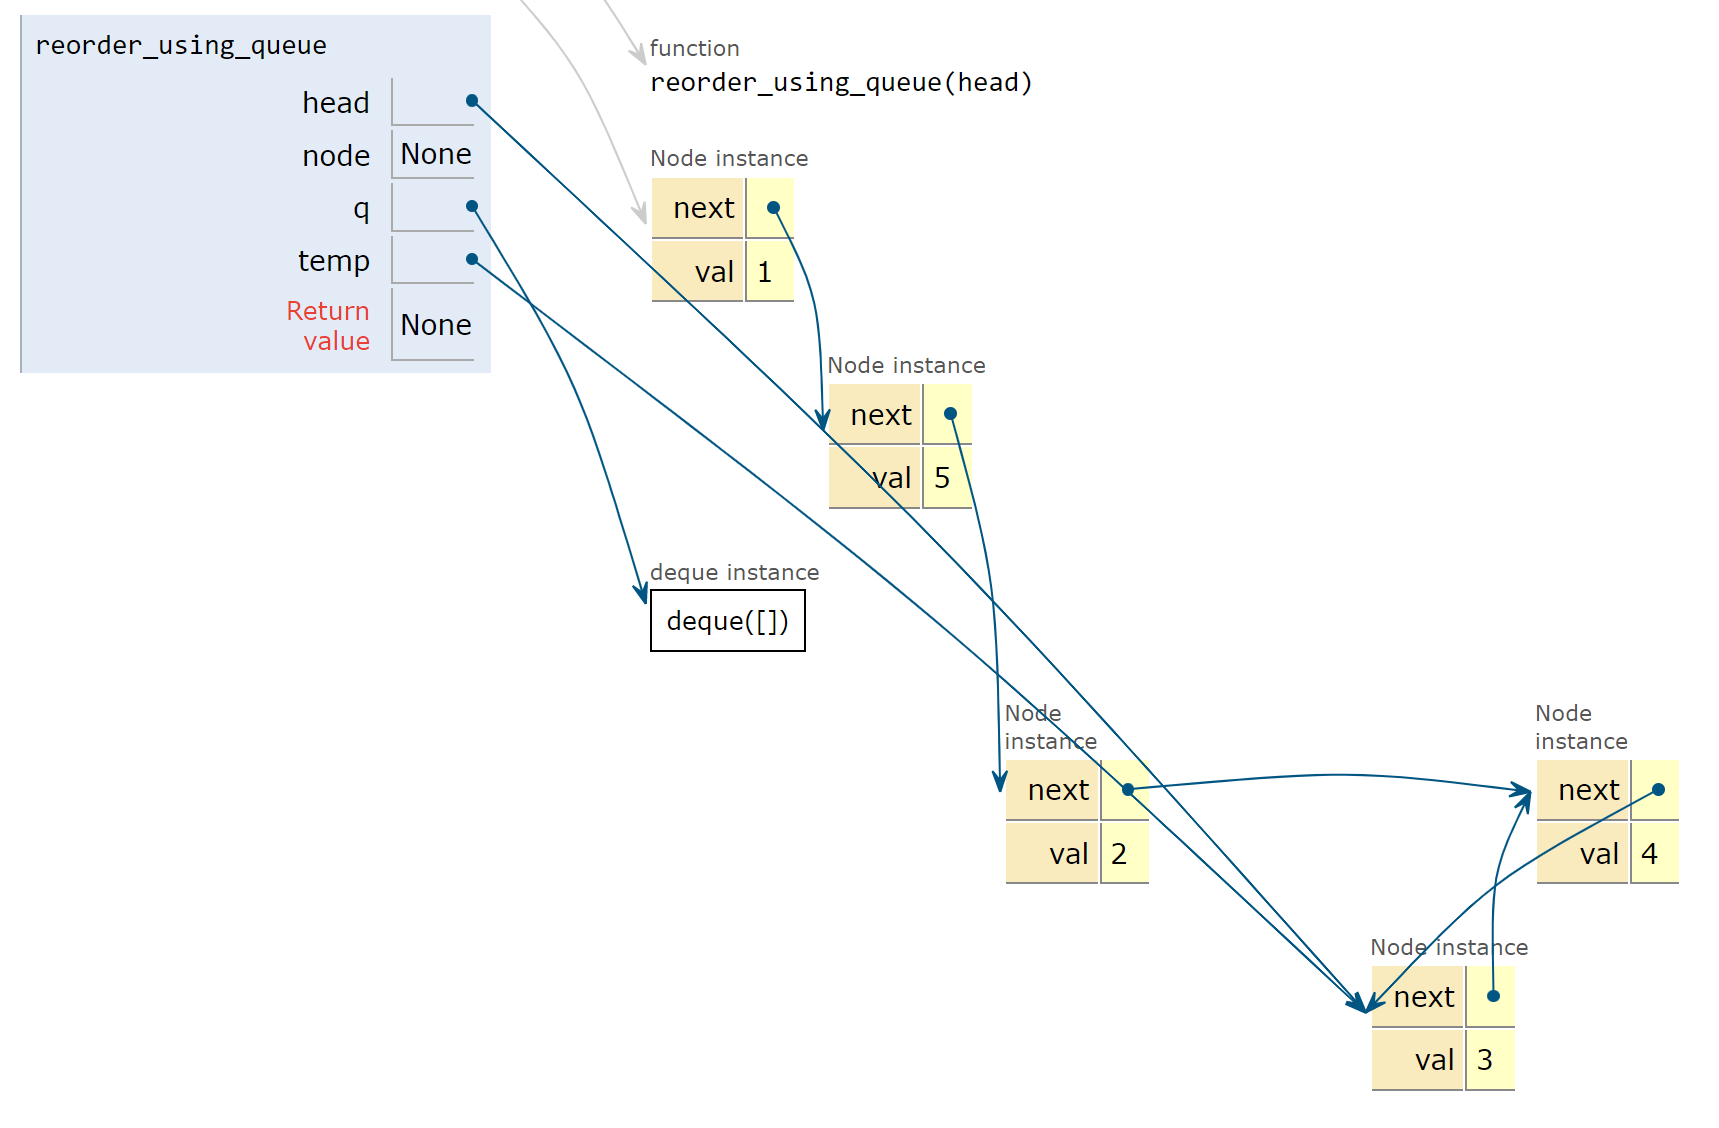 reorder_using_queue
head
node None
q
temp
Return
value
None
function
reorder_using_queue(head)
Node instance
next
val 1
Node instance
next
val 5
deque instance
deque([])
Node
instance
next
val 2
Node
instance
next
val 4
Node instance
next
val 3